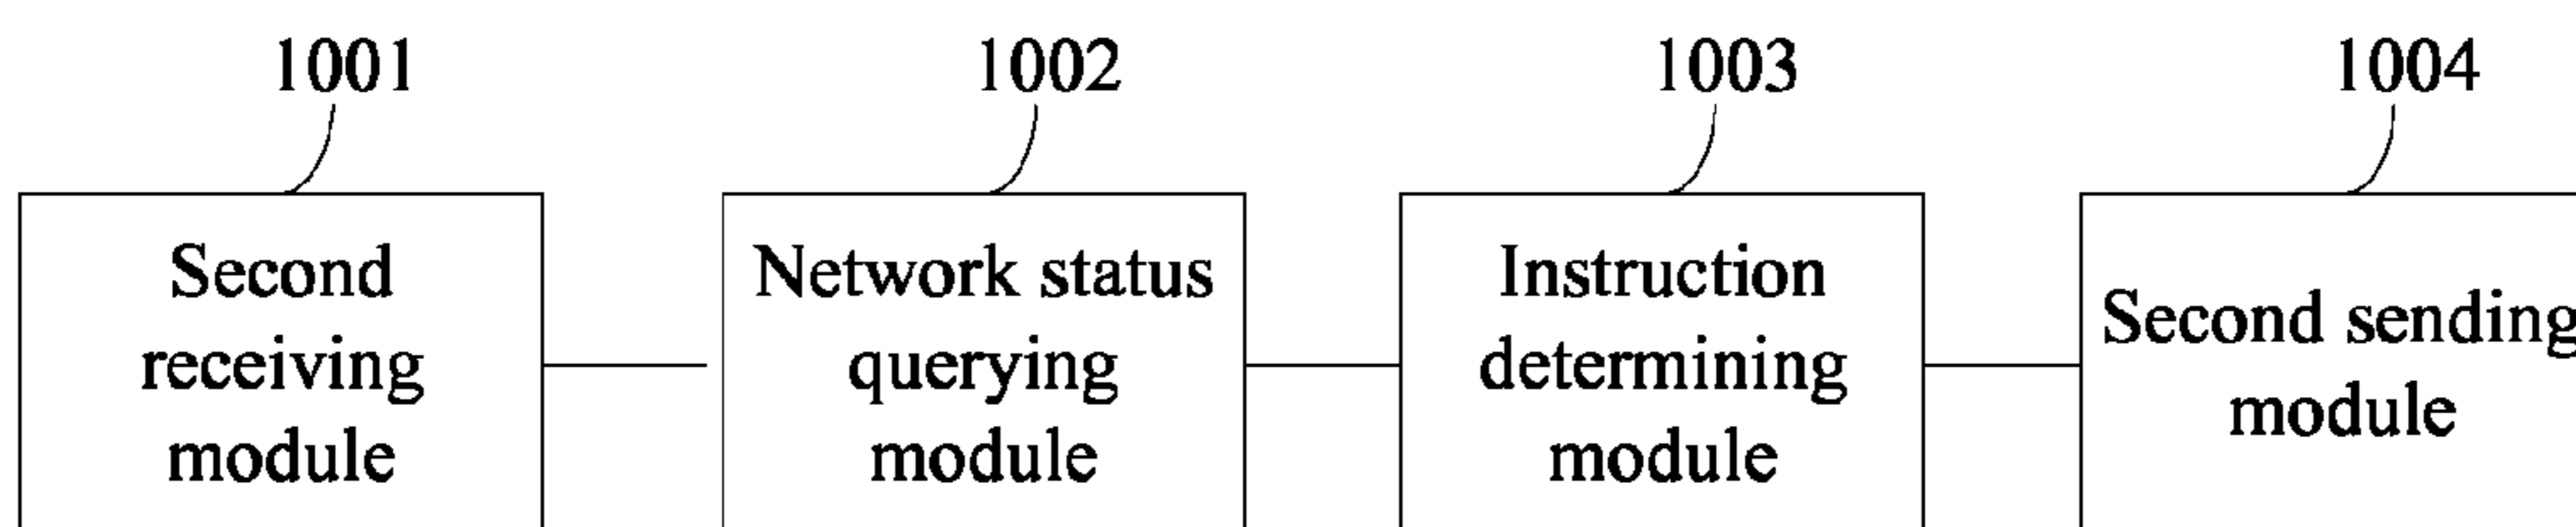 1001
1002
1003
1004
Second
receiving
module
Network status
querying
module
Instruction
determining
module
Second sending
module